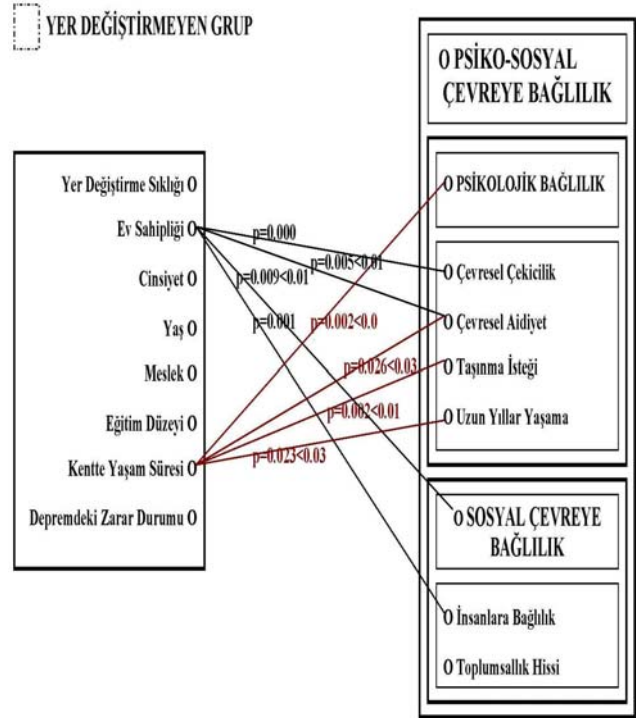 YER DEĞİŞTİRMEYEN GRUP
O PSİKO-SOSYAL
ÇEVREYE BAĞLILIK
Yer Değiştirme Sıklığı O
Ev Sahipliği O
Cinsiyet O
Yaş O
Meslek O
Eğitim Düzeyi O
Kentte Yaşam Süresi O
Depremdeki Zarar Durumu O
p=0.000
p=0.005<0.01
p=0.009<0.01
p=0.001
p=0.002<0.0
p=0.026<0.03
p=0.002<0.01
p=0.023<0.03
O PSİKOLOJİK BAĞLILIK
O Çevresel Çekicilik
O Çevresel Aidiyet
O Taşınma İsteği
O Uzun Yıllar Yaşama
O SOSYAL ÇEVREYE
BAĞLILIK
O İnsanlara Bağlılık
O Toplumsallık Hissi